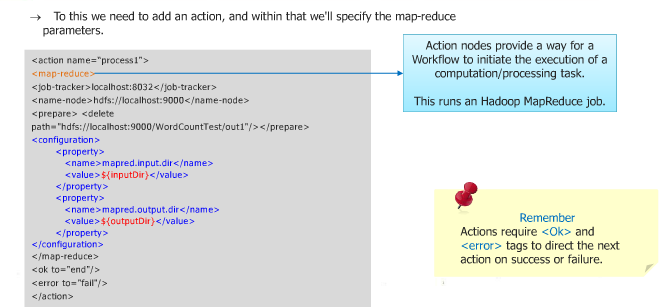 → To this we need to add an action, and within that we'll specify the map-reduce
parameters.
<action name="process1">
<map-reduce>
<job-tracker>localhost:8032</job-tracker>
<name-node>hdfs://localhost:9000</name-node>
<prepare> <delete
path="hdfs://localhost:9000/WordCountTest/out1"/></prepare>
<configuration>
<property>
<name>mapred.input.dir</name>
<value>${inputDir}</value>
</property>
<property>
<name>mapred.output.dir</name>
<value>${outputDir}</value>
</property>
</configuration>
</map-reduce>
<ok to="end"/>
<error to="fail"/>
</action>
Action nodes provide a way for a
Workflow to initiate the execution of a
computation/processing task.
This runs an Hadoop MapReduce job.
Remember
Actions require <Ok> and
<error> tags to direct the next
action on success or failure.